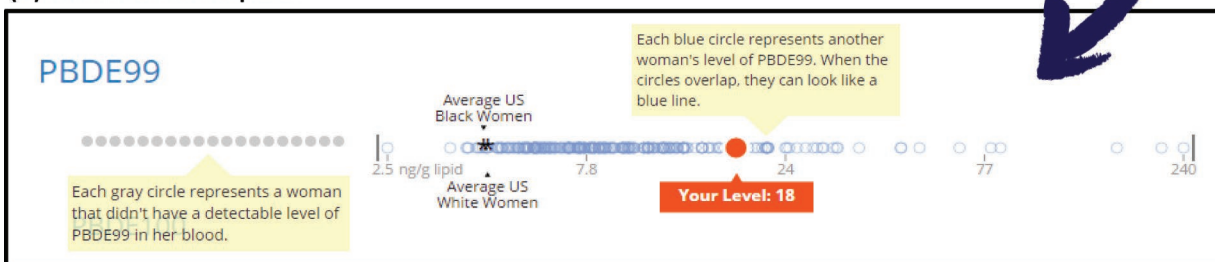 PBDE99
Each blue circle represents another
woman's level of PBDE99. When the
circles overlap, they can look like a
blue line.
Average US
Black Women
2.5 ng/g lipid
7.8
24
77
240
Average US
White Women
Your Level: 18
Each gray circle represents a woman
that didn't have a detectable level of
PBDE99 in her blood.
PBDE100